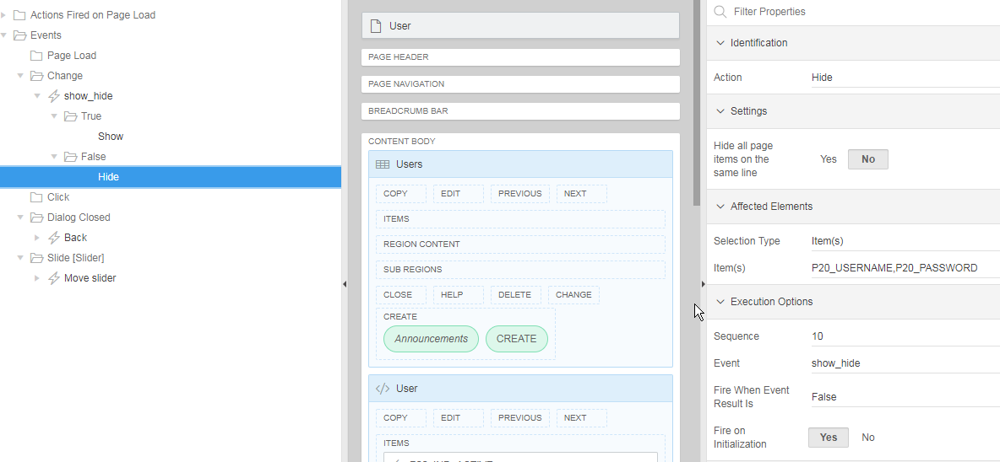 Actions Fired on Page Load
Events
Page Load
Change
show_hide
True
Show
False
Hide
Click
Dialog Closed
Back
Slide [Slider]
Move slider
User
PAGE HEADER
PAGE NAVIGATION
BREADCRUMB BAR
CONTENT BODY
Users
COPY EDIT PREVIOUS NEXT
ITEMS
REGION CONTENT
SUB REGIONS
CLOSE HELP DELETE CHANGE
CREATE
Announcements CREATE
User
COPY EDIT PREVIOUS NEXT
ITEMS
Filter Properties
Identification
Action Hide
Settings
Hide all page
items on the Yes No
same line
Affected Elements
Selection Type Item(s)
Item(s) P20_USERNAME,P20_PASSWORD
Execution Options
Sequence 10
Event show_hide
Fire When Event
Result Is False
Fire on
Initialization Yes No